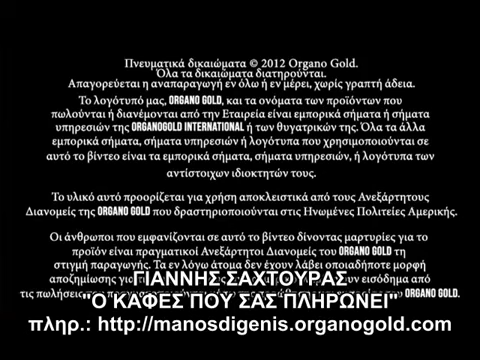 Πνευματικά δικαιώματα © 2012 Organo Gold.
Όλα τα δικαιώματα διατηρούνται.
Απαγορεύεται η αναπαραγωγή εν όλω ή εν μέρει, χωρίς γραπτή άδεια.
Το λογότυπό μας, ORGANO GOLD, και τα ονόματα των προϊόντων που
πωλούνται ή διανέμονται από την Εταιρεία είναι εμπορικά σήματα ή σήματα
υπηρεσιών της ORGANOGOLD INTERNATIONAL ή των θυγατρικών της. Όλα τα άλλα
εμπορικά σήματα, σήματα υπηρεσιών ή λογότυπα που χρησιμοποιούνται σε
αυτό το βίντεο είναι τα εμπορικά σήματα, σήματα υπηρεσιών, ή λογότυπα των
αντίστοιχων ιδιοκτητών τους.
Το υλικό αυτό προορίζεται για χρήση αποκλειστικά από τους Ανεξάρτητους
Διανομείς του ORGANO GOLD που δραστηριοποιούνται στις Ηνωμένες Πολιτείες Αμερικής.
Οι άνθρωποι που εμφανίζονται σε αυτό το βίντεο δίνοντας μαρτυρίες για το
προϊόν είναι πραγματικοί Ανεξάρτητοι Διανομείς του ORGANO GOLD τη
στιγμή παραγωγής. Τα εν λόγω άτομα δεν έχουν λάβει οποιαδήποτε μορφή
αποζημίωσης
εισόδημα από
τις πωλήσεις ORGANO GOLD.
ΓΙΑΝΝΗΣ ΣΑΧΤΟΥΡΑΣ
"Ο ΚΑΦΕΣ ΠΟΥ ΣΑΣ ΠΛΗΡΩΝΕΙ"
πληρ.: http://manosdigenis.organogold.com